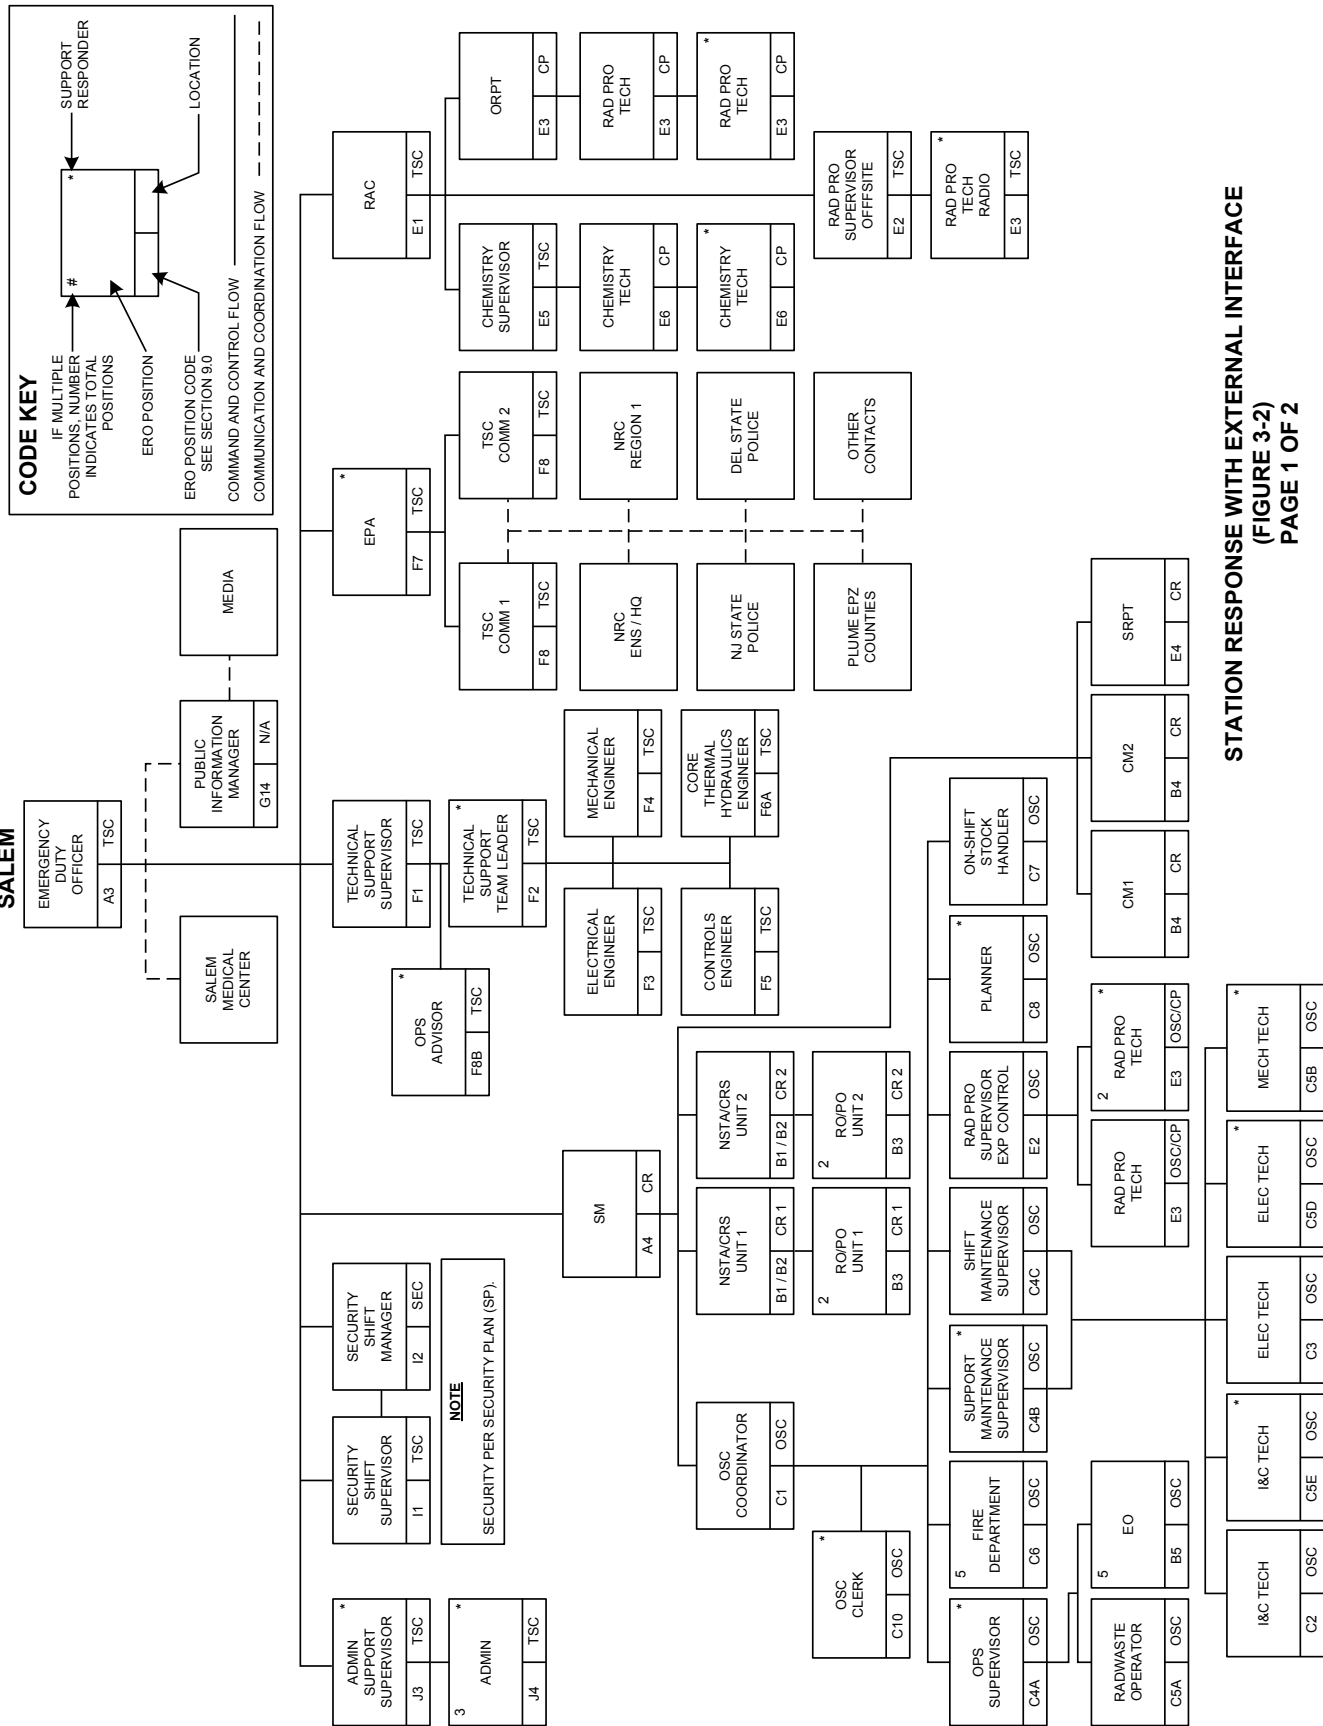 SALEM
EMERGENCY
DUTY
OFFICER
A3
TSC
SALEM
MEDICAL
CENTER
PUBLIC
INFORMATION
MANAGER
G14
N/A
MEDIA
CODE KEY
IF MULTIPLE
POSITIONS, NUMBER
INDICATES TOTAL
POSITIONS
#
*
SUPPORT
RESPONDER
ERO POSITION
ERO POSITION CODE
SEE SECTION 9.0
LOCATION
COMMAND AND CONTROL FLOW
COMMUNICATION AND COORDINATION FLOW
*
ADMIN
SUPPORT
SUPERVISOR
J3
TSC
3
*
ADMIN
J4
TSC
SECURITY
SHIFT
SUPERVISOR
I1
TSC
SECURITY
SHIFT
MANAGER
I2
SEC
NOTE
SECURITY PER SECURITY PLAN (SP).
TECHNICAL
SUPPORT
SUPERVISOR
F1
TSC
*
OPS
ADVISOR
F8B
TSC
*
TECHNICAL
SUPPORT
TEAM LEADER
F2
TSC
ELECTRICAL
ENGINEER
F3
TSC
MECHANICAL
ENGINEER
F4
TSC
CONTROLS
ENGINEER
F5
TSC
CORE
THERMAL
HYDRAULICS
ENGINEER
F6A
TSC
*
EPA
F7
TSC
TSC
COMM 1
F8
TSC
TSC
COMM 2
F8
TSC
NRC
ENS / HQ
NRC
REGION 1
NJ STATE
POLICE
DEL STATE
POLICE
PLUME EPZ
COUNTIES
OTHER
CONTACTS
RAC
E1
TSC
CHEMISTRY
SUPERVISOR
E5
TSC
CHEMISTRY
TECH
E6
CP
*
CHEMISTRY
TECH
E6
CP
ORPT
E3
CP
RAD PRO
TECH
E3
CP
*
RAD PRO
TECH
E3
CP
RAD PRO
SUPERVISOR
OFFFSITE
E2
TSC
*
RAD PRO
TECH
RADIO
E3
TSC
SM
A4
CR
OSC
COORDINATOR
C1
OSC
*
OSC
CLERK
C10
OSC
NSTA/CRS
UNIT 1
B1 / B2
CR 1
NSTA/CRS
UNIT 2
B1 / B2
CR 2
2
RO/PO
UNIT 1
B3
CR 1
2
RO/PO
UNIT 2
B3
CR 2
*
OPS
SUPERVISOR
C4A
OSC
5
FIRE
DEPARTMENT
C6
OSC
*
SUPPORT
MAINTENANCE
SUPPERVISOR
C4B
OSC
SHIFT
MAINTENANCE
SUPERVISOR
C4C
OSC
RAD PRO
SUPERVISOR
EXP CONTROL
E2
OSC
*
PLANNER
C8
OSC
ON-SHIFT
STOCK
HANDLER
C7
OSC
RADWASTE
OPERATOR
C5A
OSC
5
EO
B5
OSC
RAD PRO
TECH
E3
OSC/CP
2
*
RAD PRO
TECH
E3
OSC/CP
CM1
B4
CR
CM2
B4
CR
SRPT
E4
CR
I&C TECH
C2
OSC
*
I&C TECH
C5E
OSC
ELEC TECH
C3
OSC
*
ELEC TECH
C5D
OSC
*
MECH TECH
C5B
OSC
STATION RESPONSE WITH EXTERNAL INTERFACE
(FIGURE 3-2)
PAGE 1 OF 2